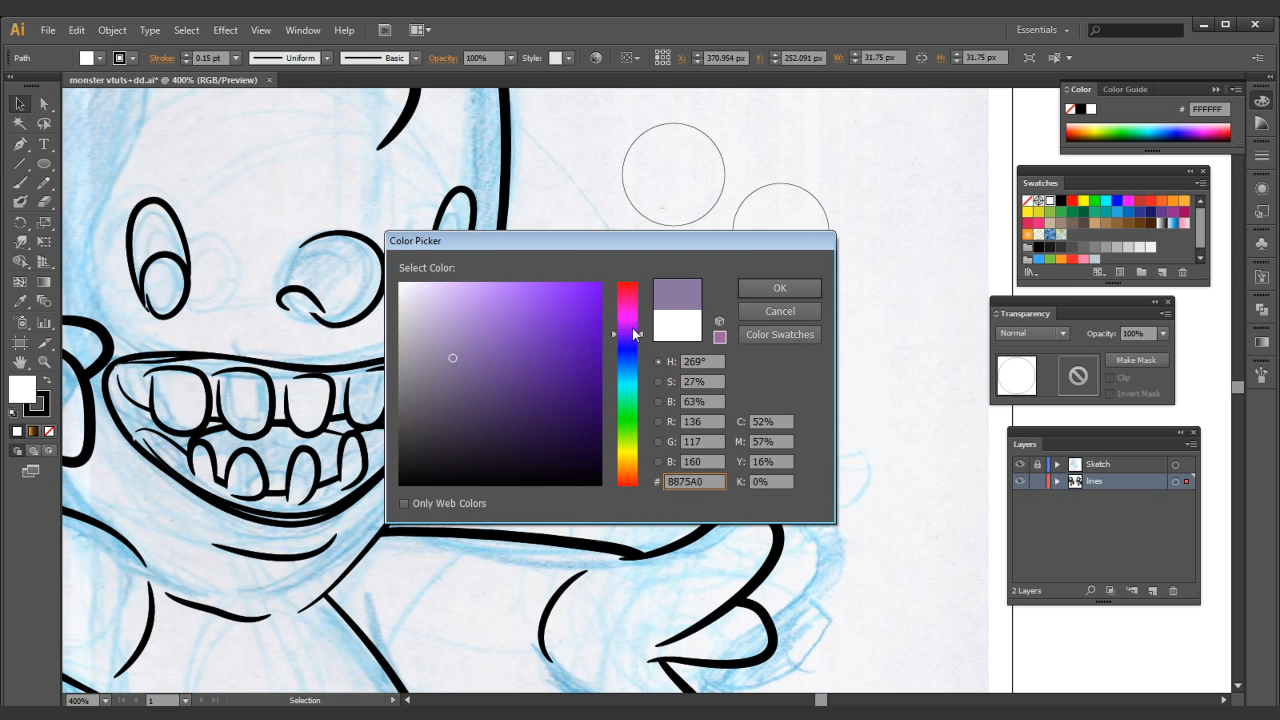 Ai File Edit Object Type Select Effect View Window Help Essentials
Path Stroke: 0.15 pt Uniform Basic Opacity: 100% Style: X: 370.954 px Y: 252.091 px W: 31.75 px H: 31.75 px
monster vtuts+dd.ai* @ 400% (RGB/Preview)
Color Color Guide
# FFFFFF
Swatches
Color Picker
Select Color:
OK
Cancel
Color Swatches
H: 269°
S: 27%
B: 63%
R: 136 C: 52%
G: 117 M: 57%
B: 160 Y: 16%
# 8875A0 K: 0%
Only Web Colors
Transparency
Normal Opacity: 100%
Make Mask
Clip
Invert Mask
Layers
Sketch
lines
2 Layers
400% 1 Selection